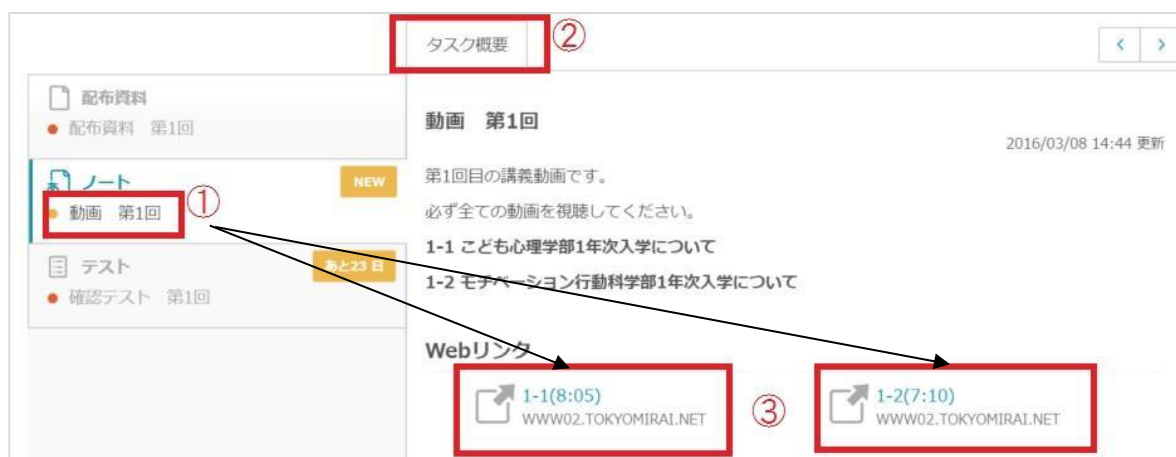 タスク概要
②
配布資料
配布資料 第1回
ノート
NEW
動画 第1回
①
テスト
あと23 日
確認テスト 第1回
動画 第1回
2016/03/08 14:44 更新
第1回目の講義動画です。
必ず全ての動画を視聴してください。
1-1 こども心理学部1年次入学について
1-2 モチベーション行動科学部1年次入学について
Webリンク
1-1(8:05)
WWW02.TOKYOMIRAI.NET
③
1-2(7:10)
WWW02.TOKYOMIRAI.NET